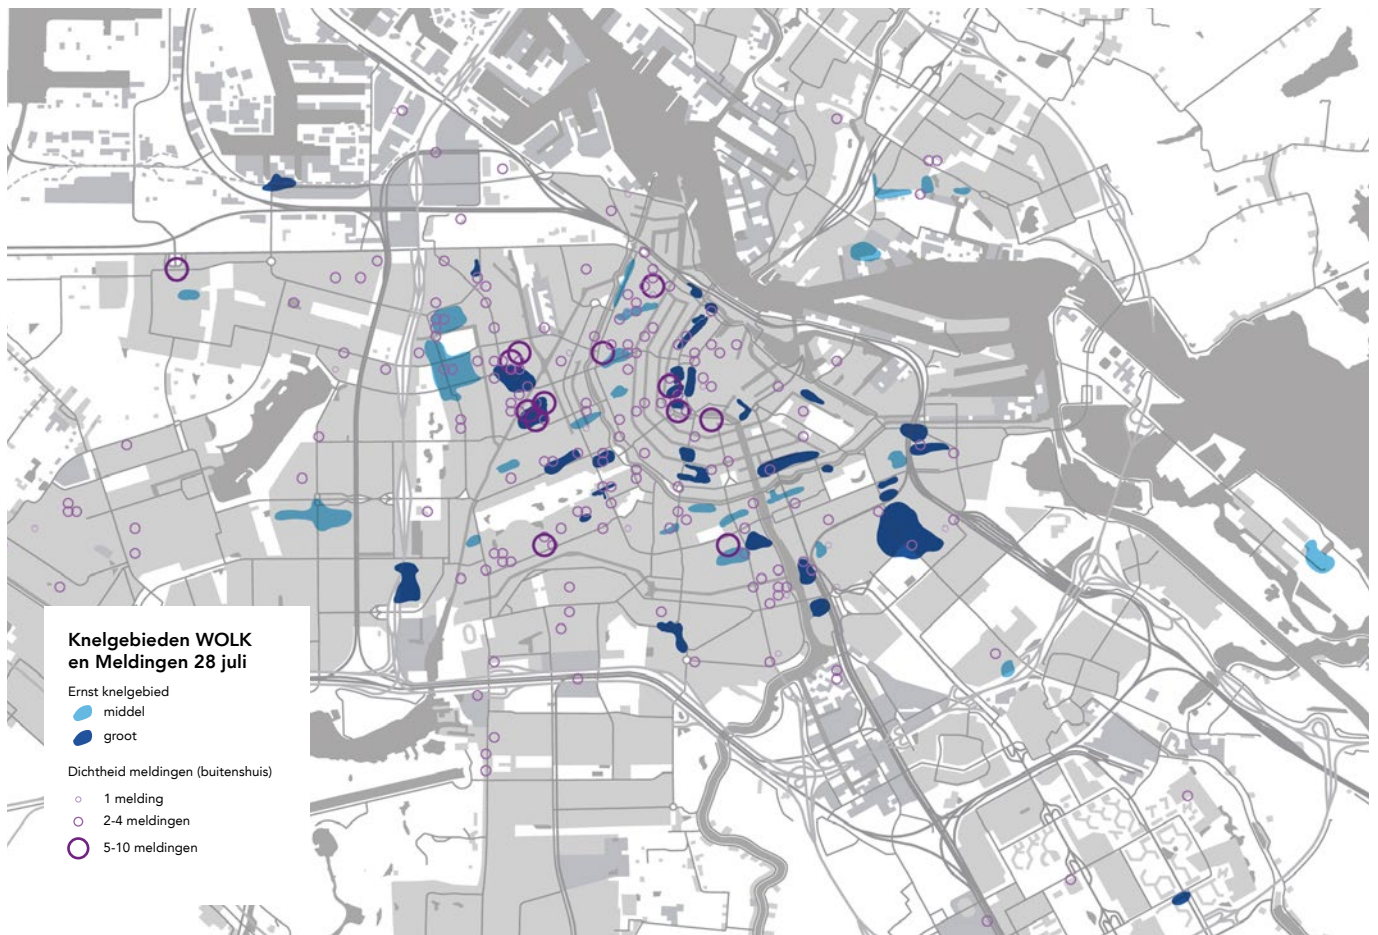 Knelgebieden WOLK
en Meldingen 28 juli
Ernst knelgebied
middel
groot
Dichtheid meldingen (buitenshuis)
1 melding
2-4 meldingen
5-10 meldingen